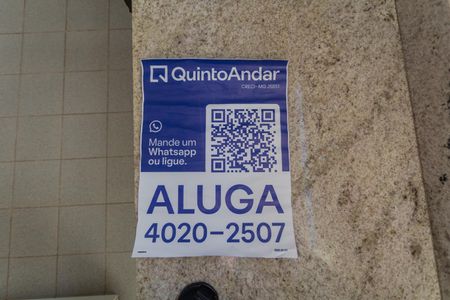 QuintoAndar
Mande um
Whatsapp
ou ligue.
ALUGA
4020-2507